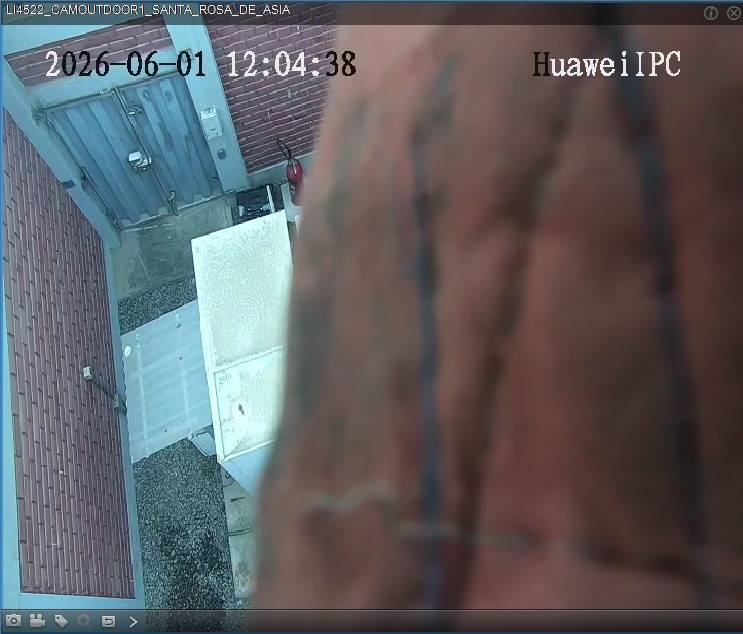 LI4522_CAMOUTDOOR1_SANTA_ROSA_DE_ASIA
2026-06-01 12:04:38
HuaweiIPC